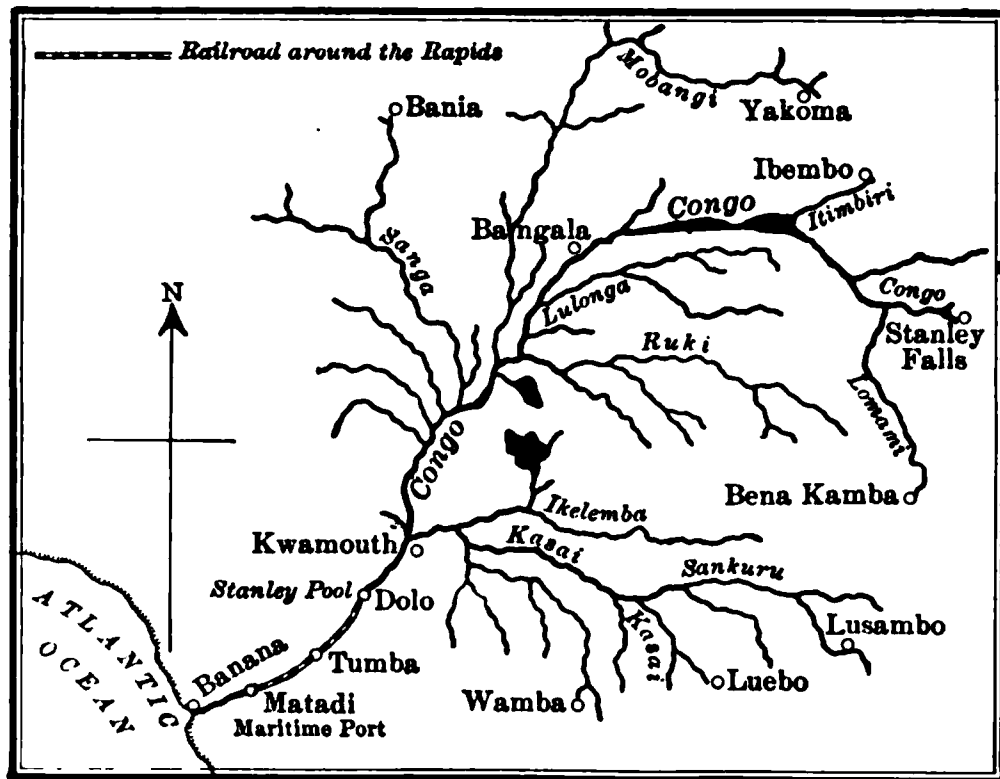 Railroad around the Rapids
Mobangi
Yakoma
Bania
Ibembo
Itimbiri
Congo
Bangala
Sanga
N
Lulonga
Congo
Stanley
Falls
Ruki
Lomami
Congo
Bena Kamba
Ikelemba
Kwamouth
Kasai
Sankuru
Stanley Pool
Dolo
ATLANTIC
OCEAN
Kasai
Lusambo
Banana
Tumba
Luebo
Matadi
Maritime Port
Wamba